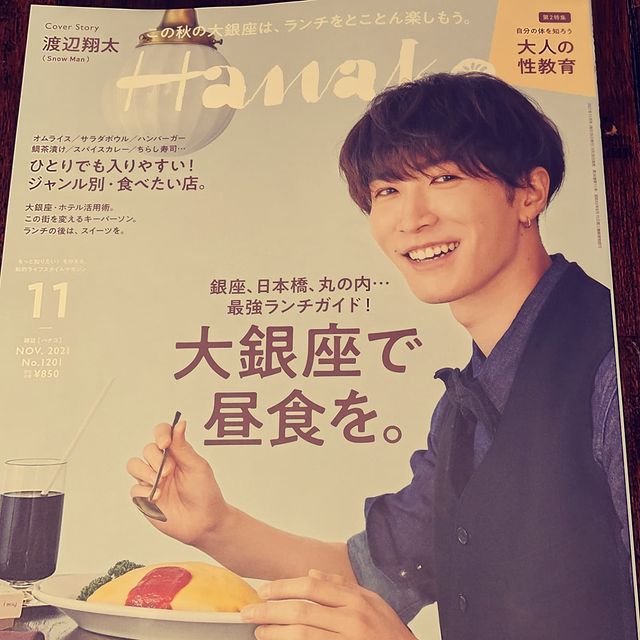 Cover Story
渡辺翔太
(Snow Man)
この秋の大銀座は、ランチをとことん楽しもう。
Hanako
第2特集
自分の体を知ろう
大人の
性教育
オムライス/サラダボウル/ハンバーガー
鯛茶漬け/スパイスカレー/ちらし寿司…
ひとりでも入りやすい!
ジャンル別・食べたい店。
大銀座・ホテル活用術。
この街を変えるキーパーソン。
ランチの後は、スイーツを。
11
雑誌［ハナコ］
NOV. 2021
No.1201
¥850
銀座、日本橋、丸の内…
最強ランチガイド!
大銀座で
昼食を。